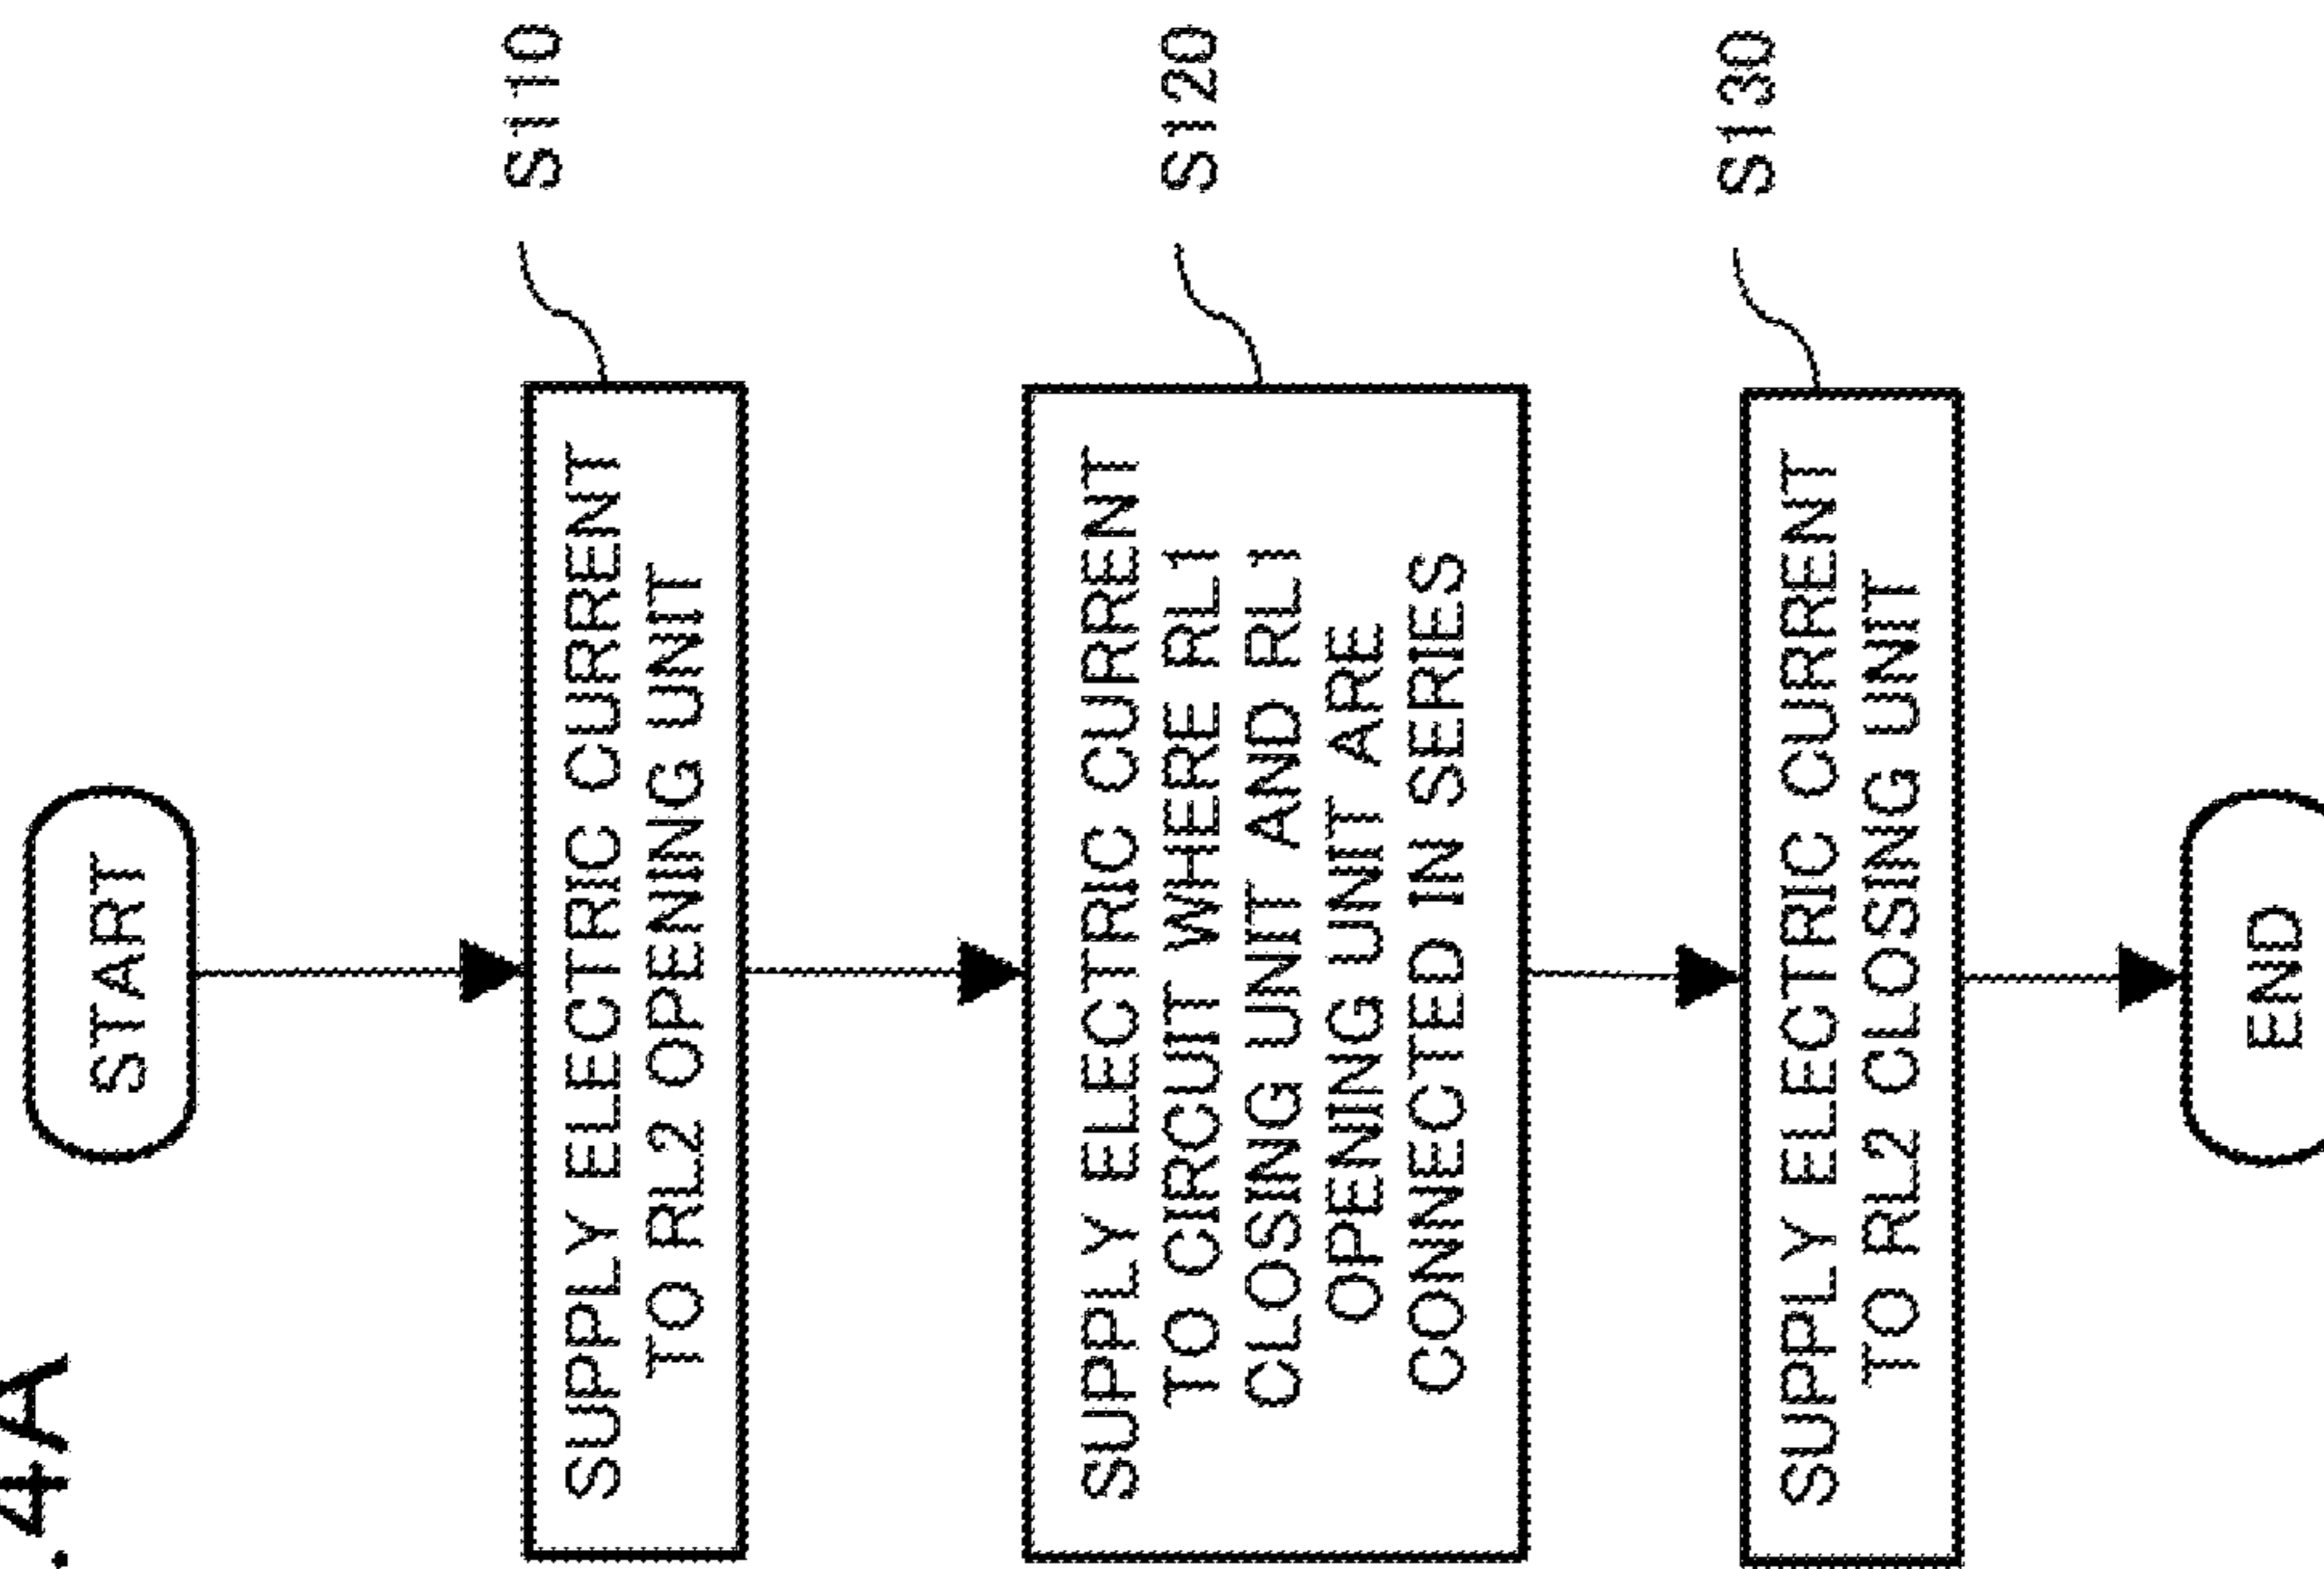 . 4A
START
SUPPLY ELECTRIC CURRENT
TO RL2 OPENING UNIT
S110
SUPPLY ELECTRIC CURRENT
TO CIRCUIT WHERE RL1
CLOSING UNIT AND RL1
OPENING UNIT ARE
CONNECTED IN SERIES
S120
SUPPLY ELECTRIC CURRENT
TO RL2 CLOSING UNIT
S130
END